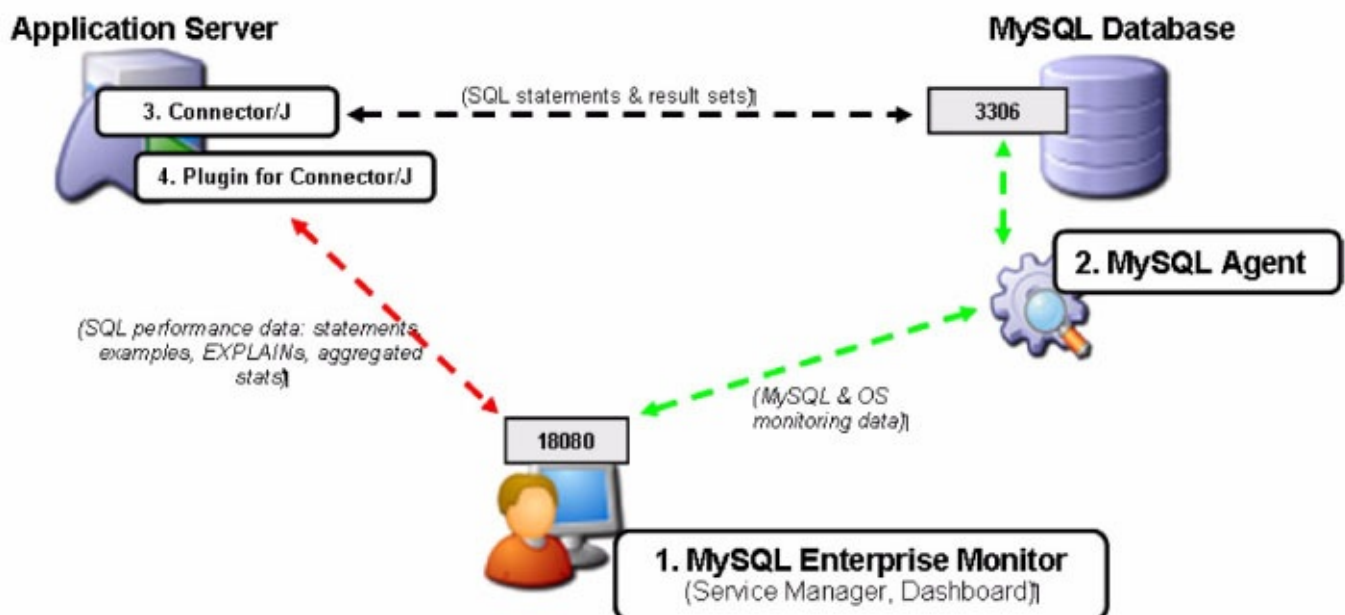 Application Server
MySQL Database
3. Connector/J
(SQL statements & result sets)
3306
4. Plugin for Connector/J
2. MySQL Agent
(SQL performance data: statements,
examples, EXPLAINs, aggregated
stats)
(MySQL & OS
monitoring data)
18080
1. MySQL Enterprise Monitor
(Service Manager, Dashboard)